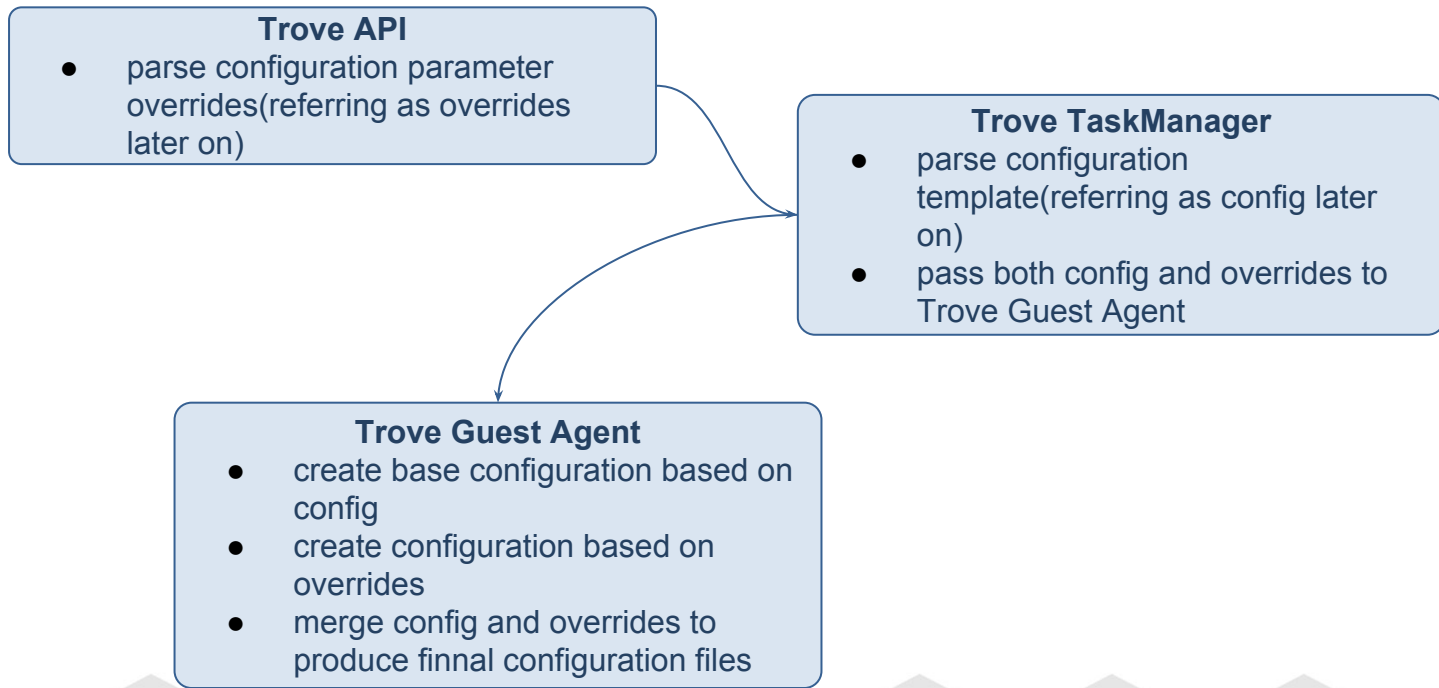 Trove API
● parse configuration parameter
overrides(referring as overrides
later on)
Trove TaskManager
● parse configuration
template(referring as config later
on)
● pass both config and overrides to
Trove Guest Agent
Trove Guest Agent
● create base configuration based on
config
● create configuration based on
overrides
● merge config and overrides to
produce finnal configuration files